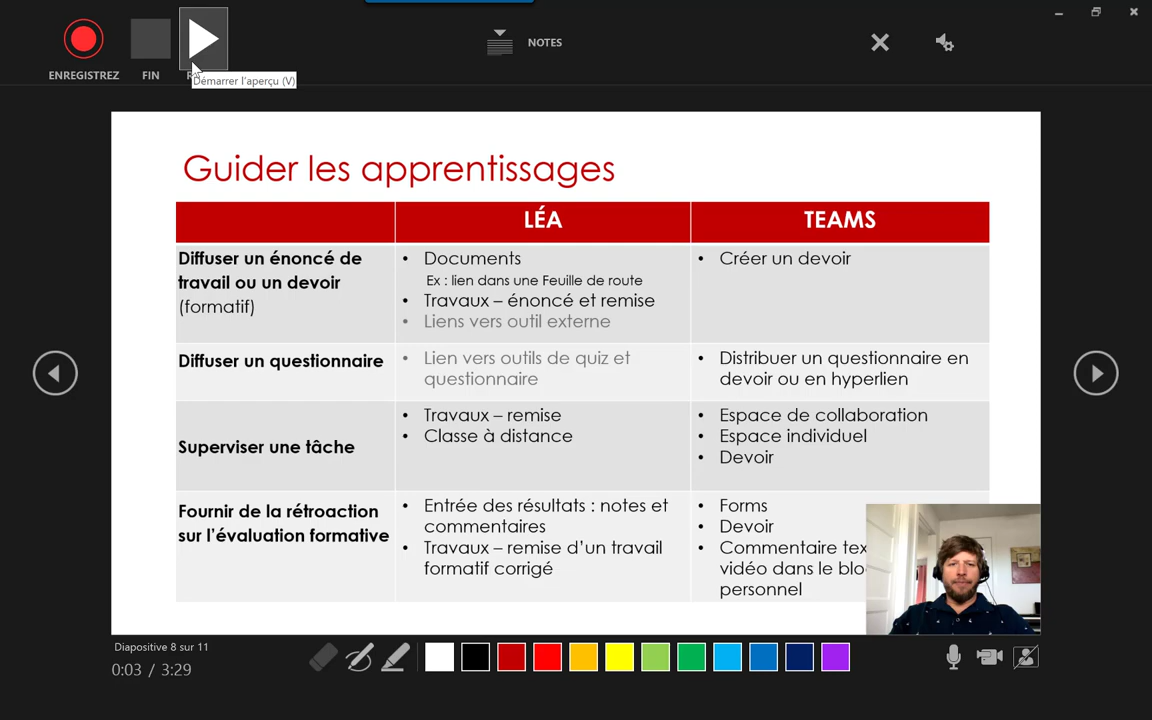 NOTES
ENREGISTREZ
FIN
Démarrer l'aperçu (V)
Guider les apprentissages
LÉA
TEAMS
Diffuser un énoncé de
travail ou un devoir
(formatif)
• Documents
Ex : lien dans une Feuille de route
• Travaux – énoncé et remise
• Liens vers outil externe
• Créer un devoir
Diffuser un questionnaire
• Lien vers outils de quiz et
questionnaire
• Distribuer un questionnaire en
devoir ou en hyperlien
Superviser une tâche
• Travaux – remise
• Classe à distance
• Espace de collaboration
• Espace individuel
• Devoir
Fournir de la rétroaction
sur l'évaluation formative
• Entrée des résultats : notes et
commentaires
• Travaux – remise d'un travail
formatif corrigé
• Forms
• Devoir
• Commentaire
vidéo dans le
personnel
Diapositive 8 sur 11
0:03 / 3:29